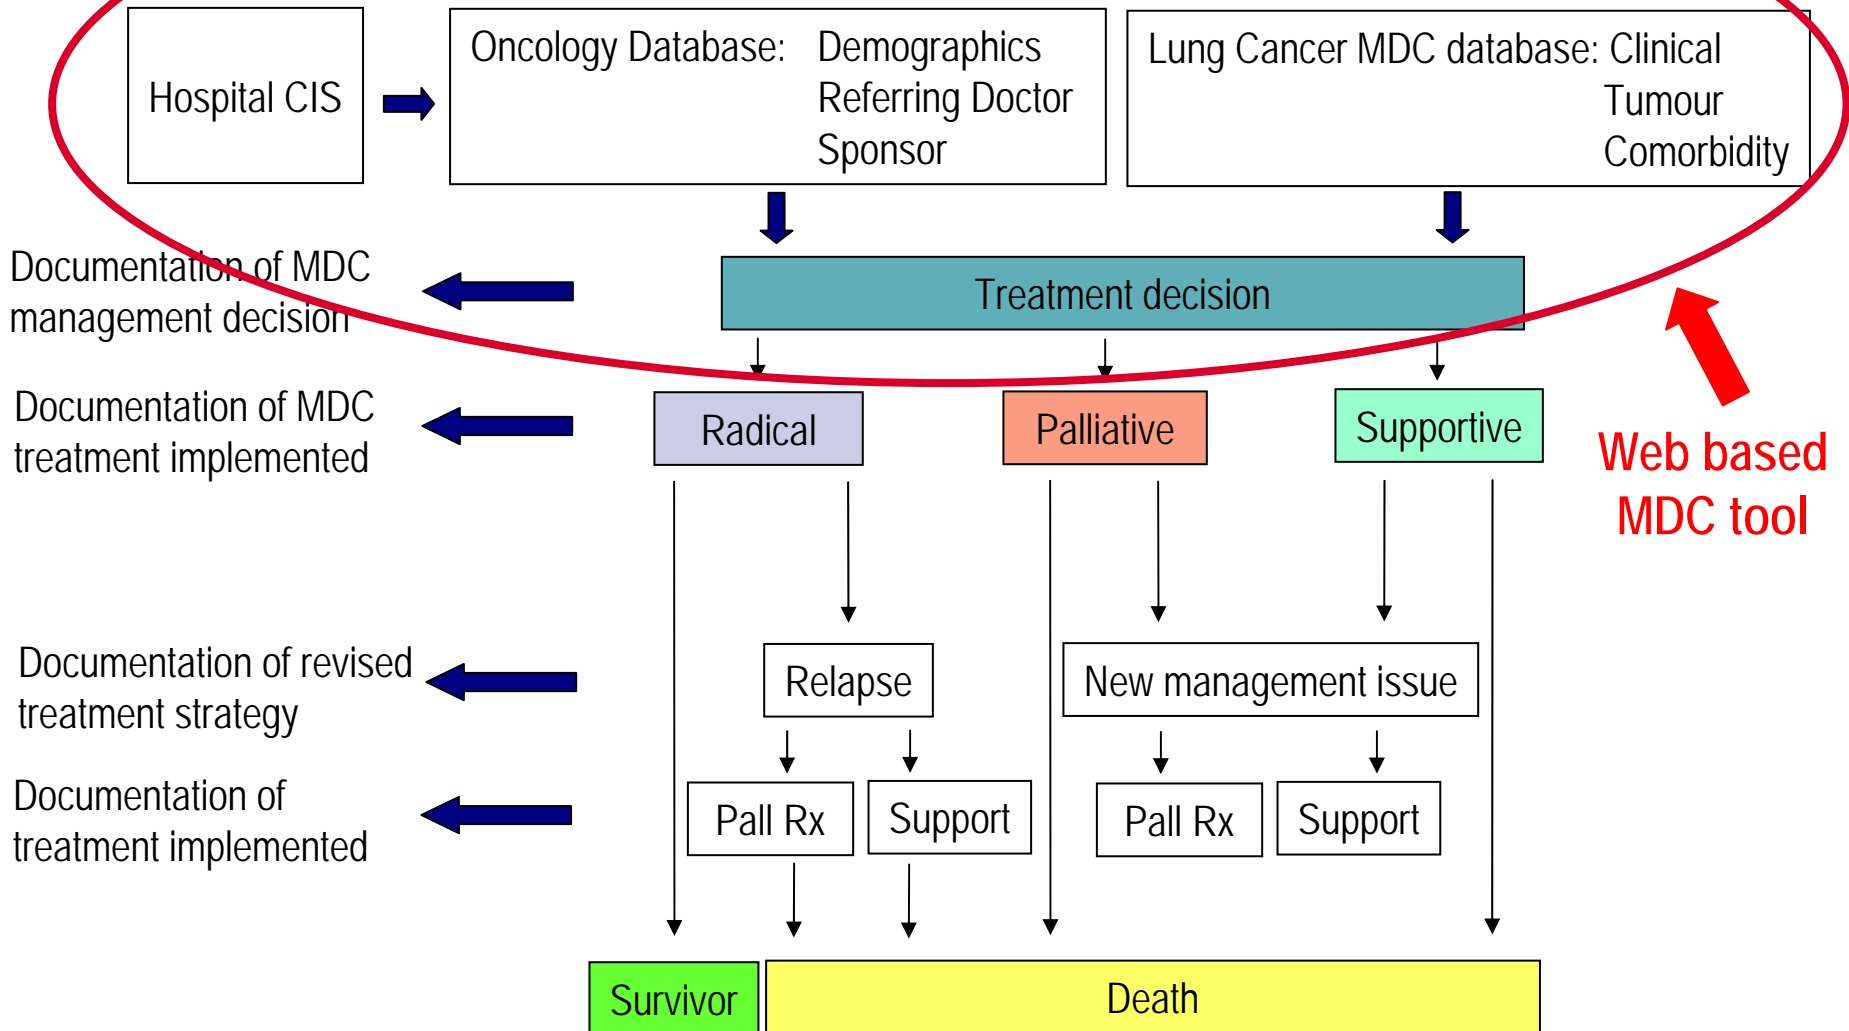 Hospital CIS
Oncology Database: Demographics
Referring Doctor
Sponsor
Lung Cancer MDC database: Clinical
Tumour
Comorbidity
Documentation of MDC
management decision
Treatment decision
Documentation of MDC
treatment implemented
Radical
Palliative
Supportive
Web based
MDC tool
Documentation of revised
treatment strategy
Relapse
New management issue
Documentation of
treatment implemented
Pall Rx
Support
Pall Rx
Support
Survivor
Death